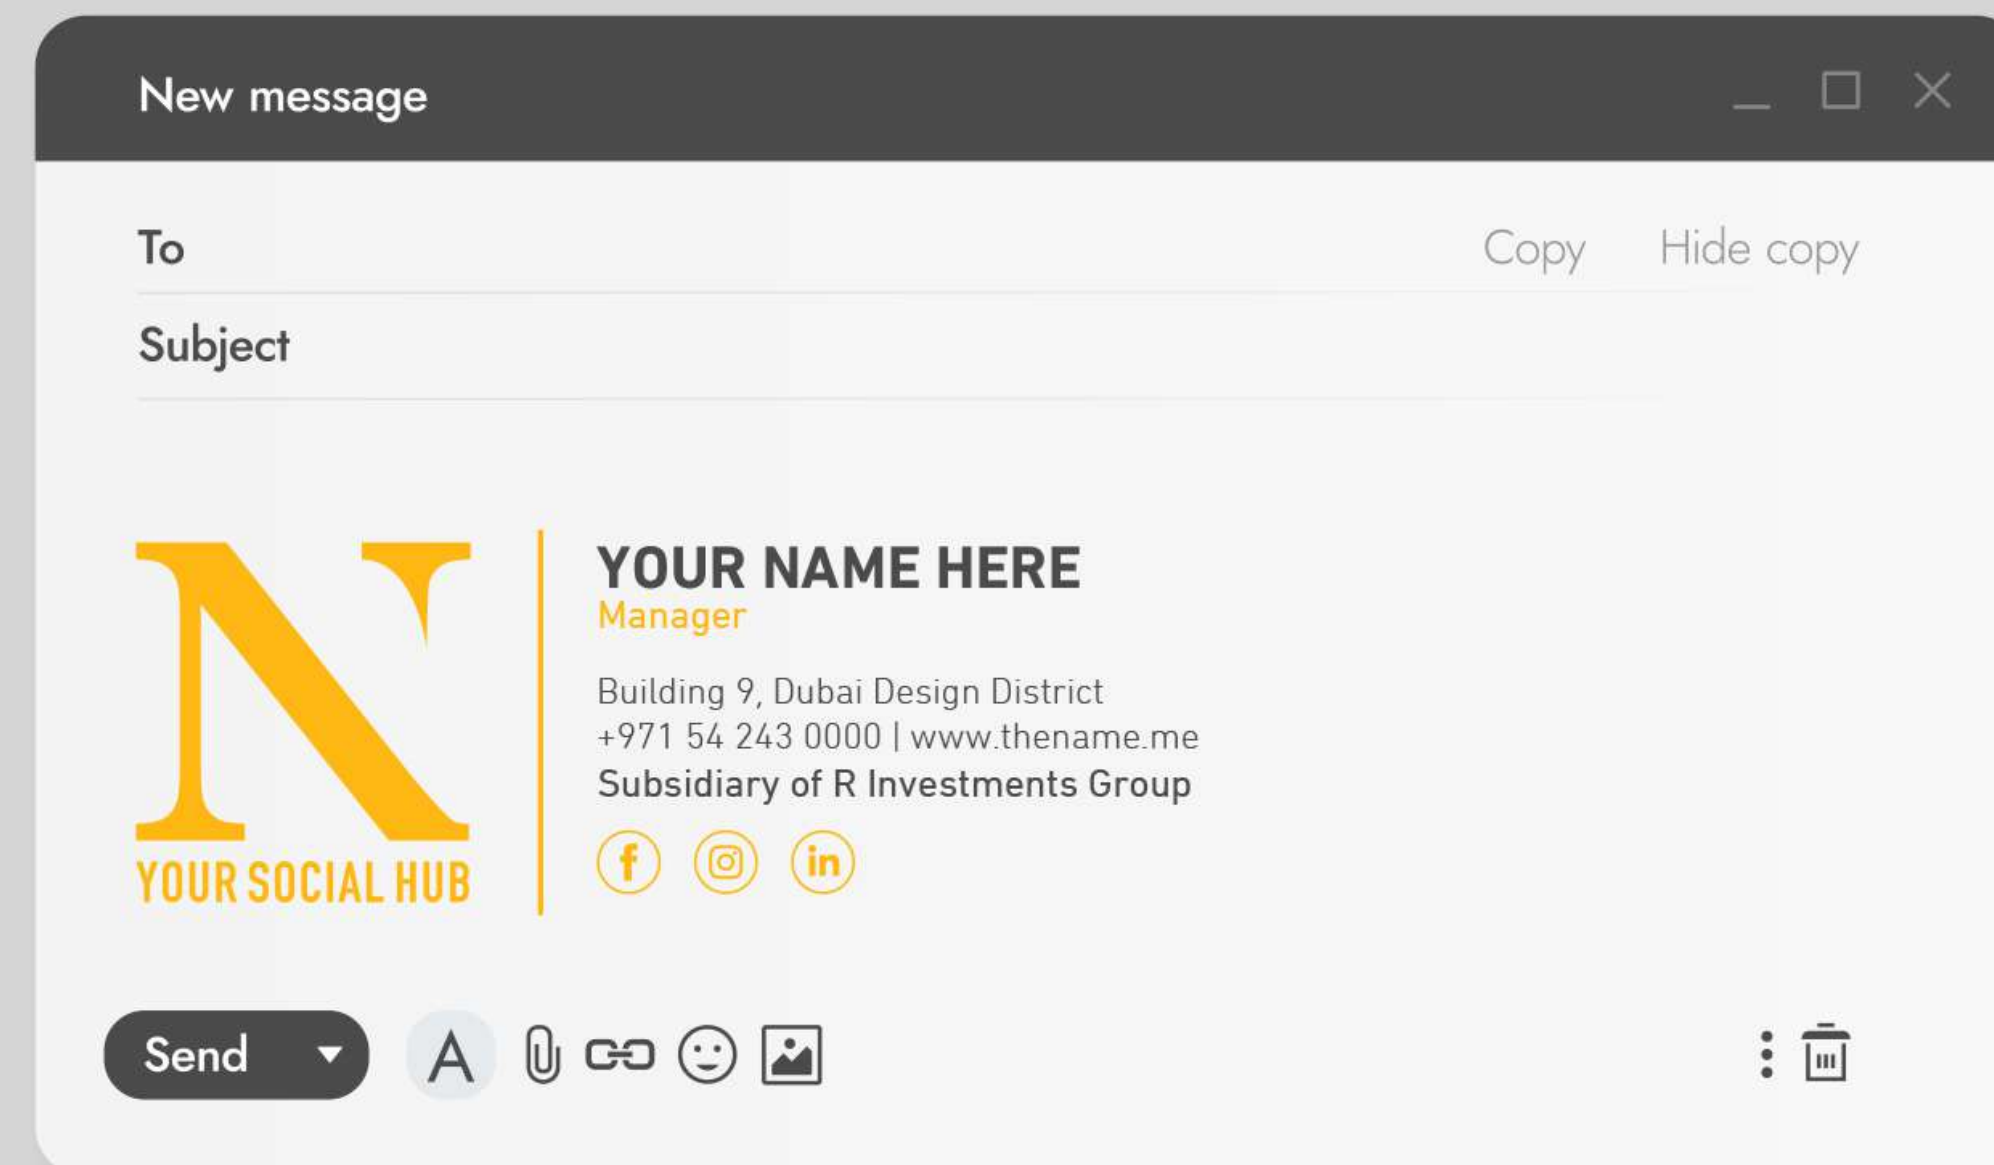 New message
To Copy Hide copy
Subject
N
YOUR SOCIAL HUB
YOUR NAME HERE
Manager
Building 9, Dubai Design District
+971 54 243 0000 | www.thename.me
Subsidiary of R Investments Group
f in
Send A